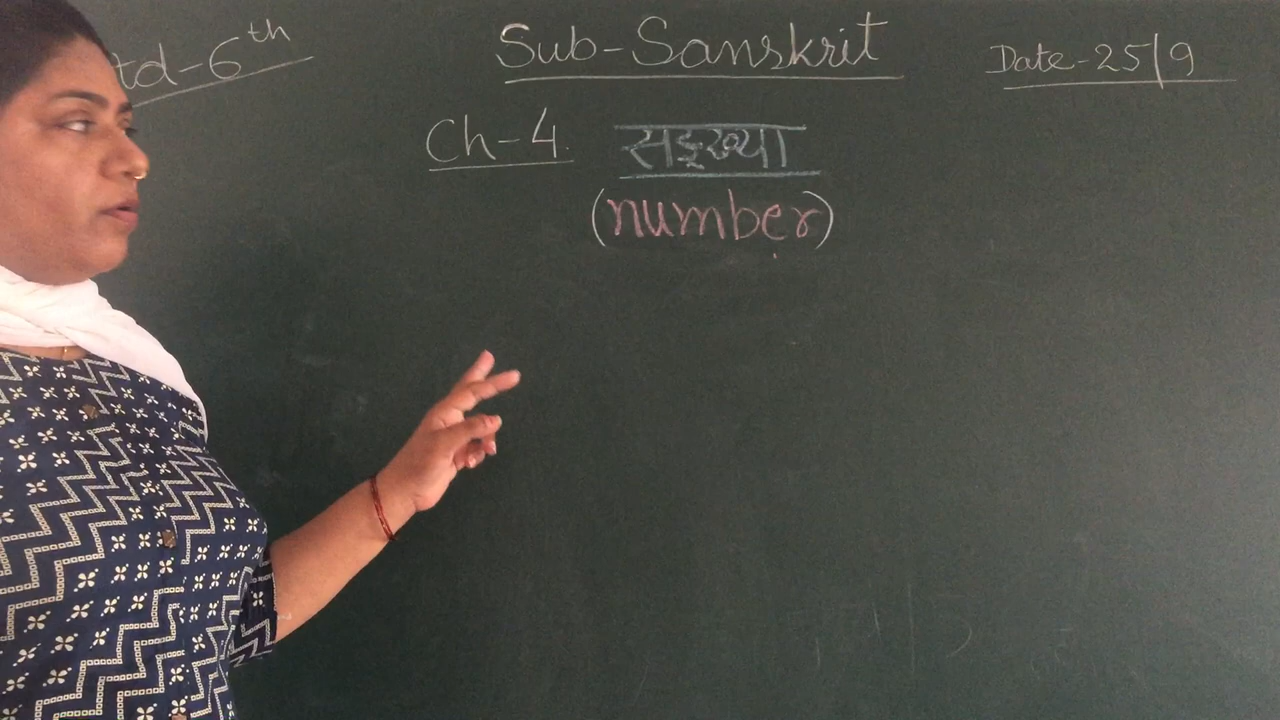 td-6th Sub-Sanskrit Date-25/9
Ch-4. सङ्ख्या
(number)